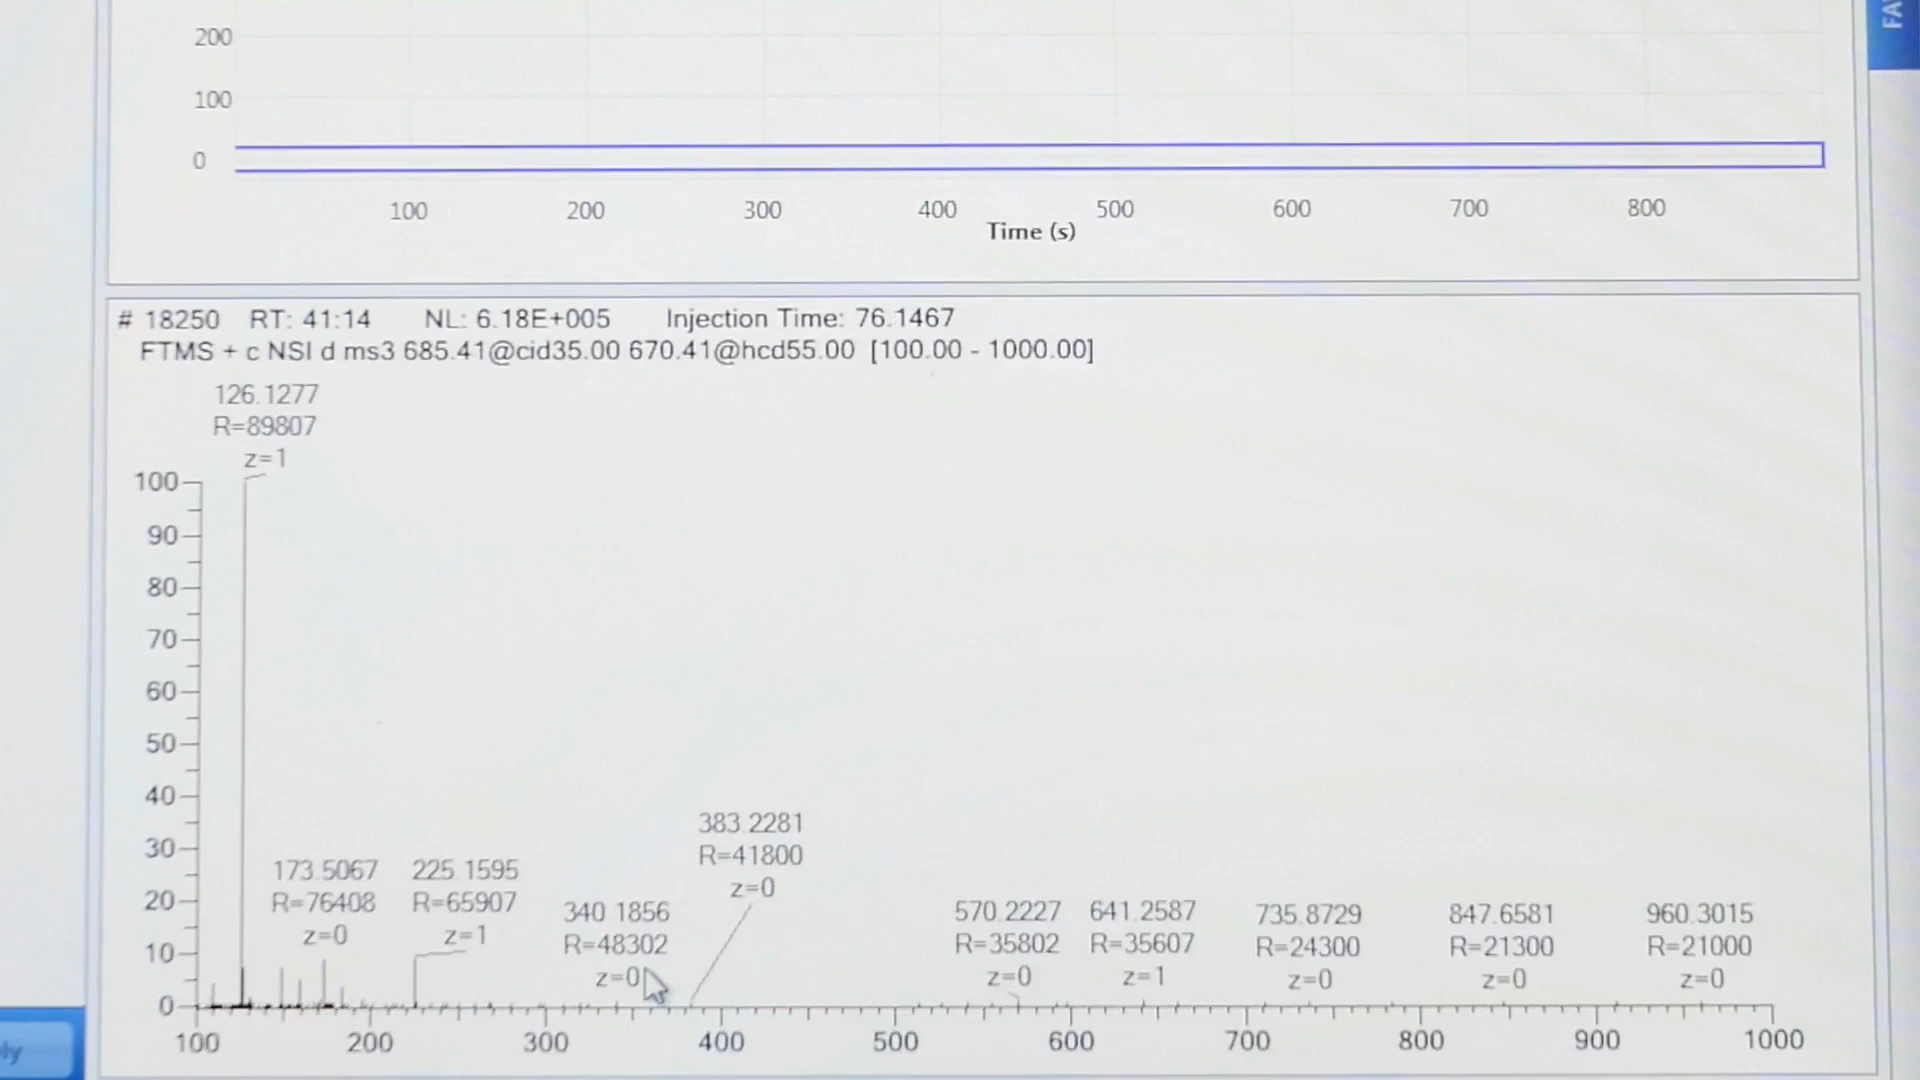 FA
200
100
0
100 200 300 400 500 600 700 800
Time (s)
# 18250 RT: 41:14 NL: 6.18E+005 Injection Time: 76.1467
FTMS + c NSI d ms3 685.41@cid35.00 670.41@hcd55.00 [100.00 - 1000.00]
126.1277
R=89807
z=1
100
90
80
70
60
50
40
30
20
10
0
173.5067
R=76408
z=0
225.1595
R=65907
z=1
340.1856
R=48302
z=0
383.2281
R=41800
z=0
570.2227
R=35802
z=0
641.2587
R=35607
z=1
735.8729
R=24300
z=0
847.6581
R=21300
z=0
960.3015
R=21000
z=0
100 200 300 400 500 600 700 800 900 1000